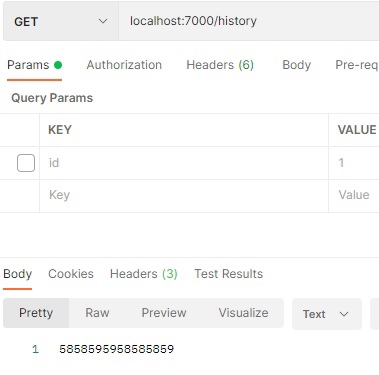 GET localhost:7000/history
Params Authorization Headers (6) Body Pre-req
Query Params
KEY VALUE
id 1
Key Value
Body Cookies Headers (3) Test Results
Pretty Raw Preview Visualize Text
1 5858595958585859